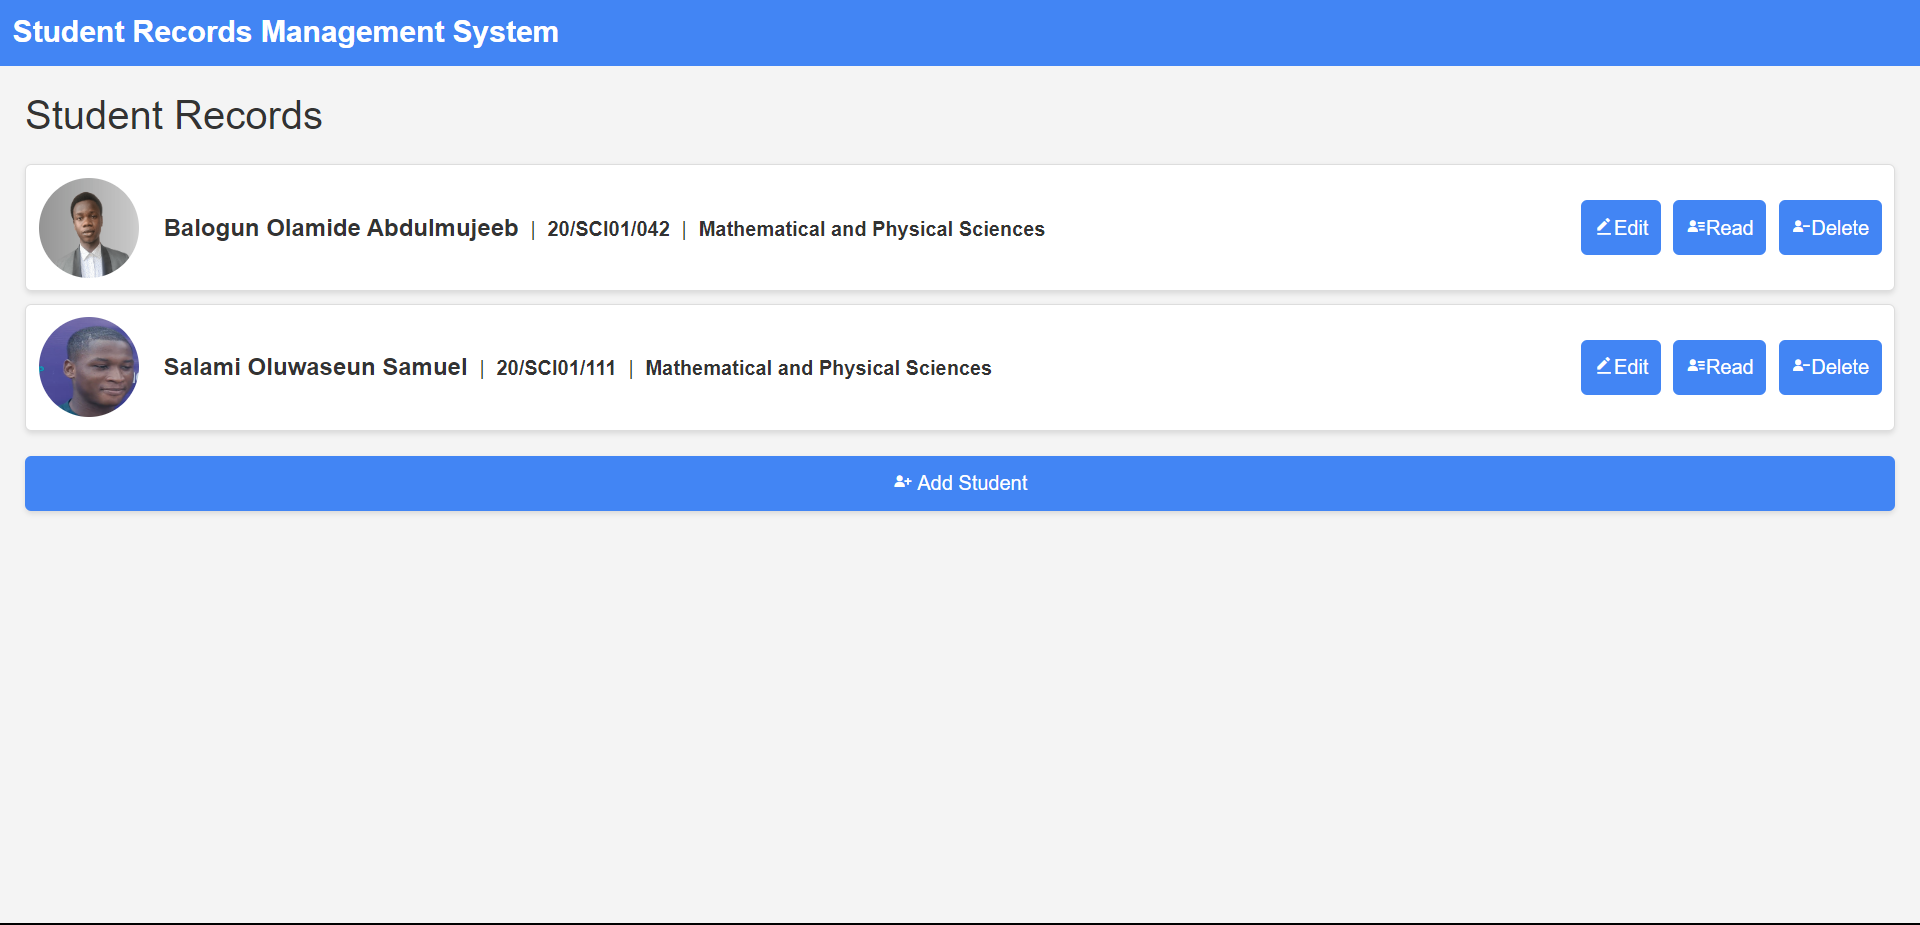 Student Records Management System
Student Records
Balogun Olamide Abdulmujeeb | 20/SCI01/042 | Mathematical and Physical Sciences Edit Read Delete
Salami Oluwaseun Samuel | 20/SCI01/111 | Mathematical and Physical Sciences Edit Read Delete
Add Student